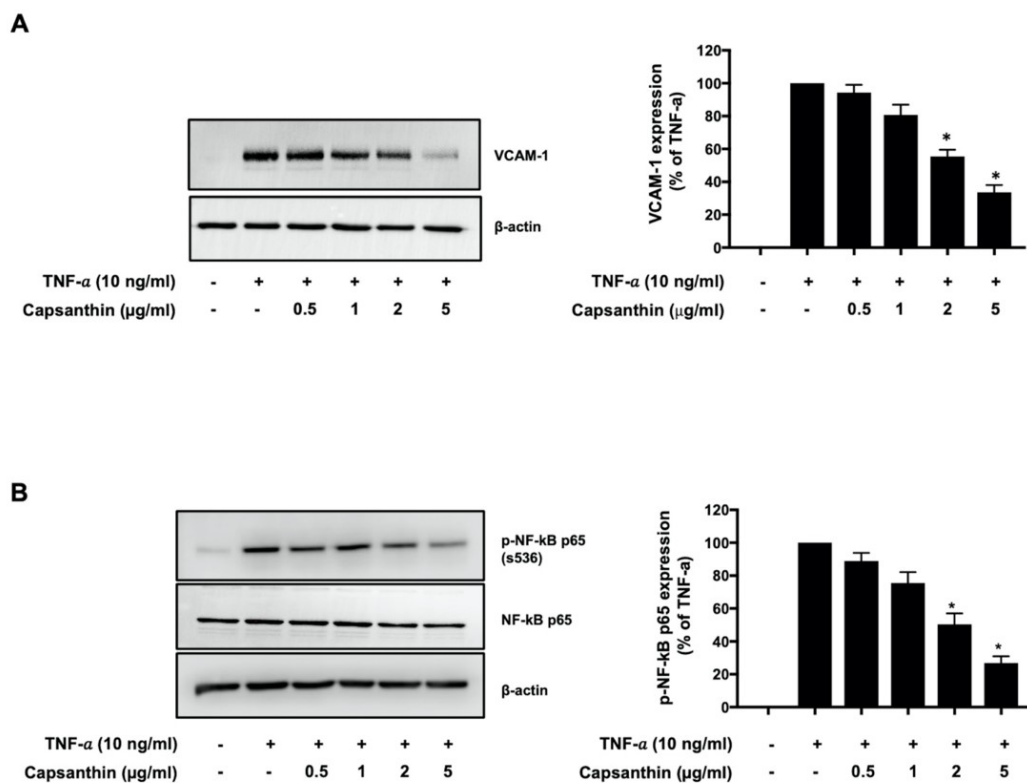 A
VCAM-1
β-actin
TNF-α (10 ng/ml) - + + + + +
Capsanthin (μg/ml) - - 0.5 1 2 5
VCAM-1 expression
(% of TNF-a)
120
100
80
60
40
20
0
*
*
TNF-α (10 ng/ml) - + + + + +
Capsanthin (μg/ml) - - 0.5 1 2 5
B
p-NF-kB p65
(s536)
NF-kB p65
β-actin
TNF-α (10 ng/ml) - + + + + +
Capsanthin (μg/ml) - - 0.5 1 2 5
p-NF-kB p65 expression
(% of TNF-a)
120
100
80
60
40
20
0
*
*
TNF-α (10 ng/ml) - + + + + +
Capsanthin (μg/ml) - - 0.5 1 2 5